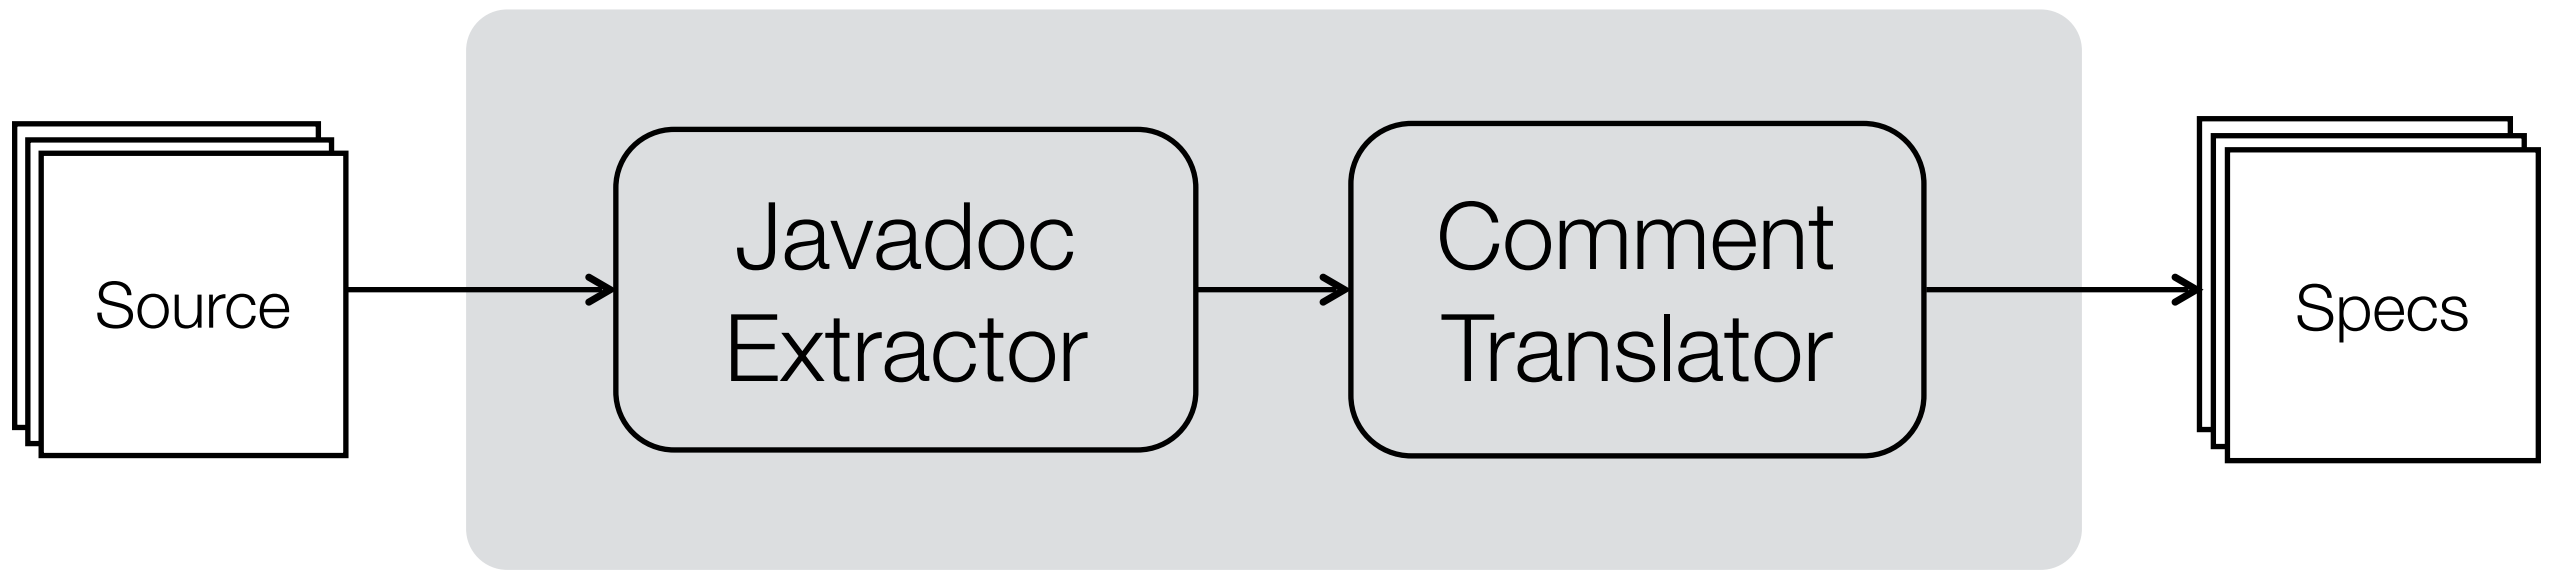 Source
Javadoc
Extractor
Comment
Translator
Specs